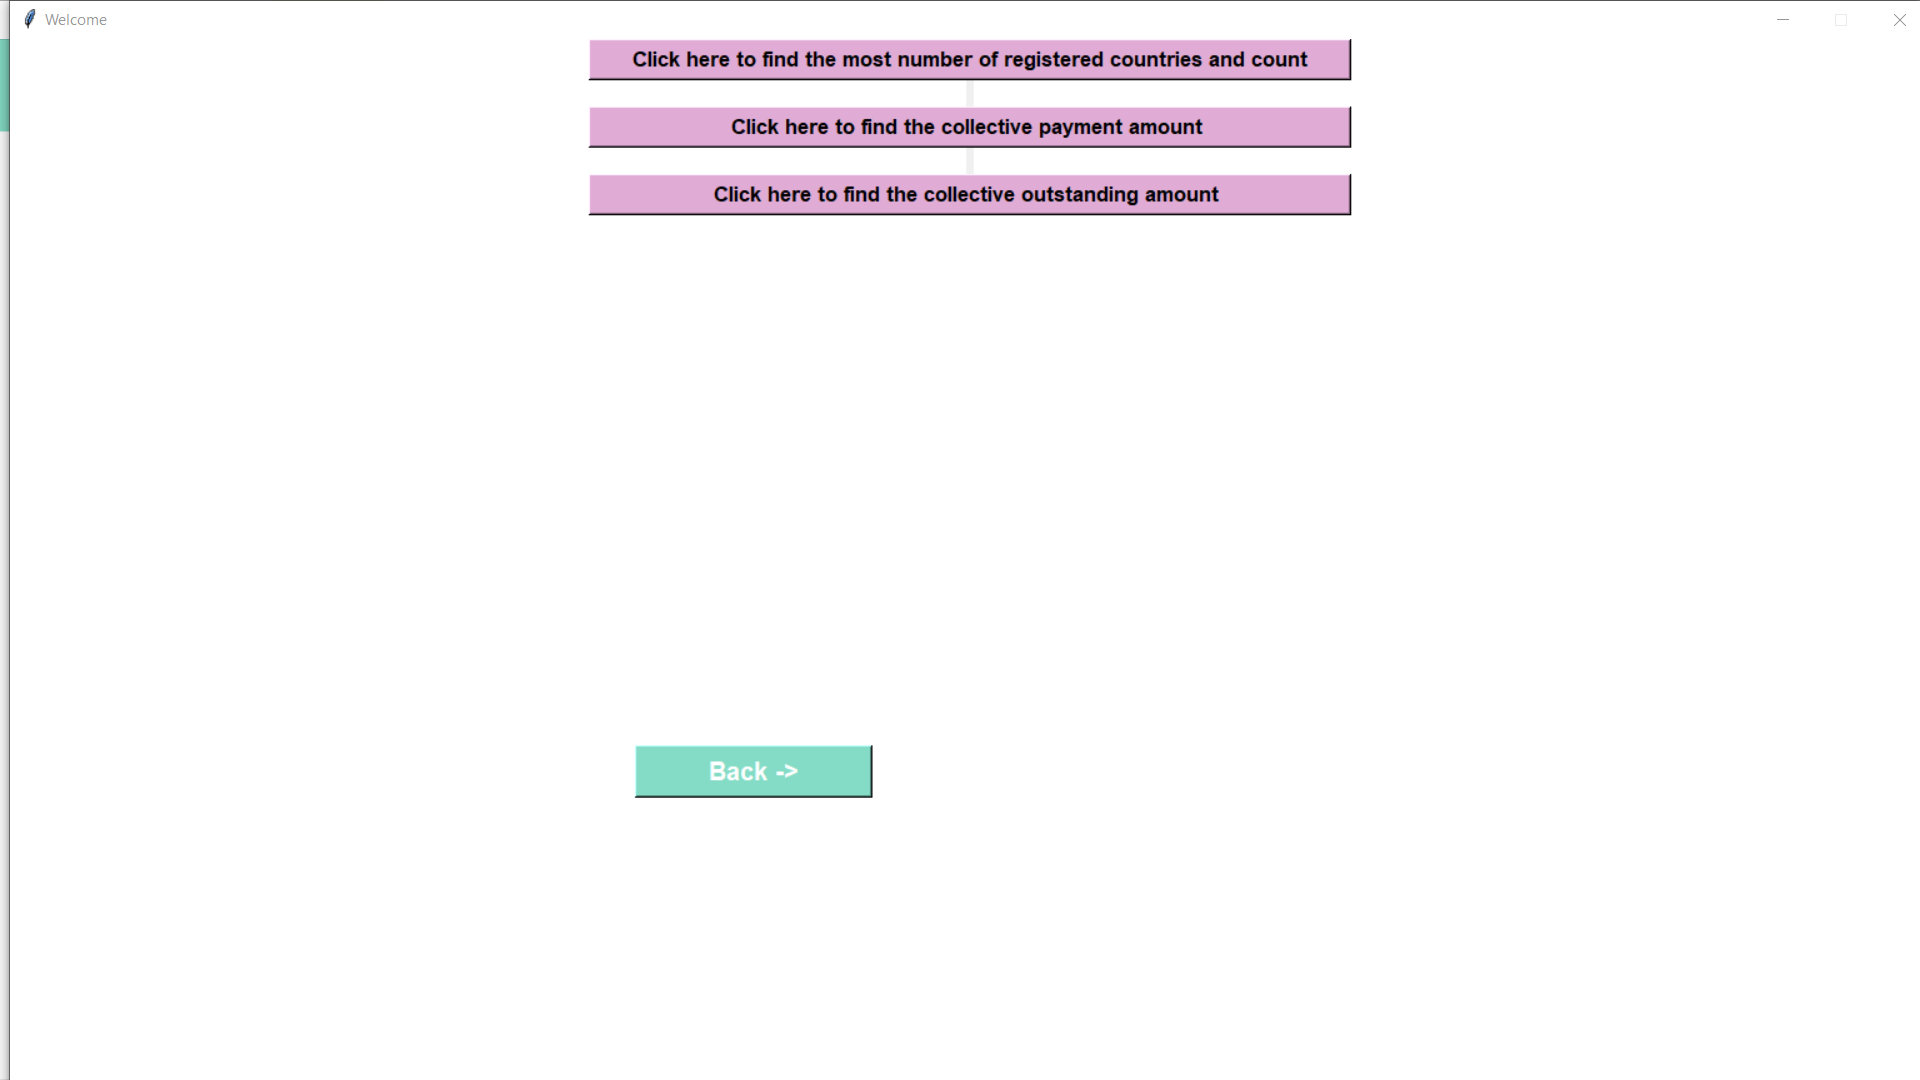 Welcome
Click here to find the most number of registered countries and count
Click here to find the collective payment amount
Click here to find the collective outstanding amount
Back ->